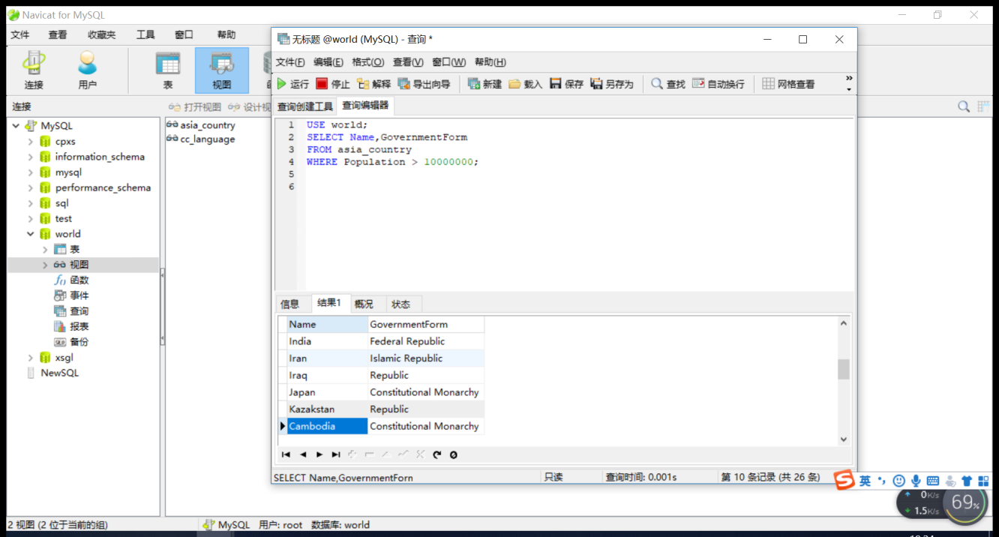 Navicat for MySQL
文件 查看 收藏夹 工具 窗口 帮助
连接 用户 表 视图
连接
打开视图 设计视
MySQL
cpxs
information_schema
mysql
performance_schema
sql
test
world
表
视图
函数
事件
查询
报表
备份
xsgl
NewSQL
asia_country
cc_language
无标题 @world (MySQL) - 查询 *
文件(F) 编辑(E) 格式(O) 查看(V) 窗口(W) 帮助(H)
运行 停止 解释 导出向导 新建 载入 保存 另存为 查找 自动换行 网格查看 »
查询创建工具 查询编辑器
1 USE world;
2 SELECT Name,GovernmentForm
3 FROM asia_country
4 WHERE Population > 10000000;
5
6
信息 结果1 概况 状态
Name GovernmentForm
India Federal Republic
Iran Islamic Republic
Iraq Republic
Japan Constitutional Monarchy
Kazakstan Republic
Cambodia Constitutional Monarchy
SELECT Name,GovernmentForn 只读 查询时间: 0.001s 第 10 条记录 (共 26 条)
S 英
0K/s
1.5K/s
69%
2 视图 (2 位于当前的组) MySQL 用户: root 数据库: world